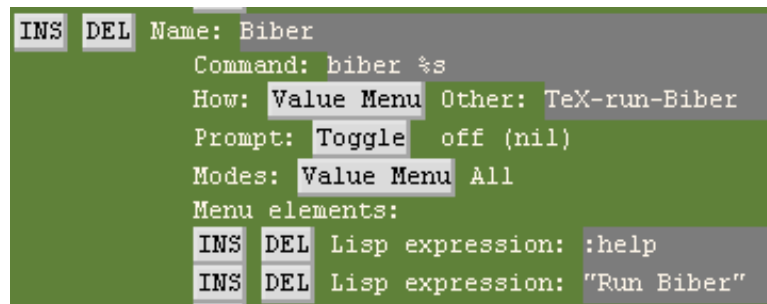 INS DEL Name: Biber
Command: biber %s
How: Value Menu Other: TeX-run-Biber
Prompt: Toggle off (nil)
Modes: Value Menu All
Menu elements:
INS DEL Lisp expression: :help
INS DEL Lisp expression: "Run Biber"